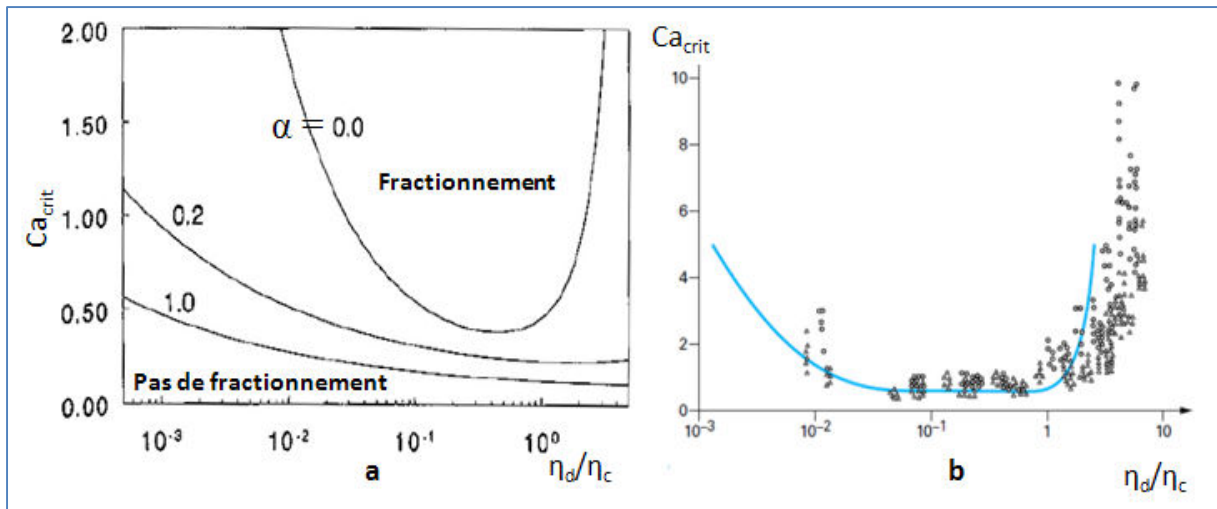 2.00
1.50
1.00
0.50
0.00
Ca_crit
α = 0.0
Fractionnement
0.2
1.0
Pas de fractionnement
10⁻³ 10⁻² 10⁻¹ 10⁰
a η_d/η_c
Ca_crit
10
8
6
4
2
0
10⁻³ 10⁻² 10⁻¹ 1 10
b η_d/η_c